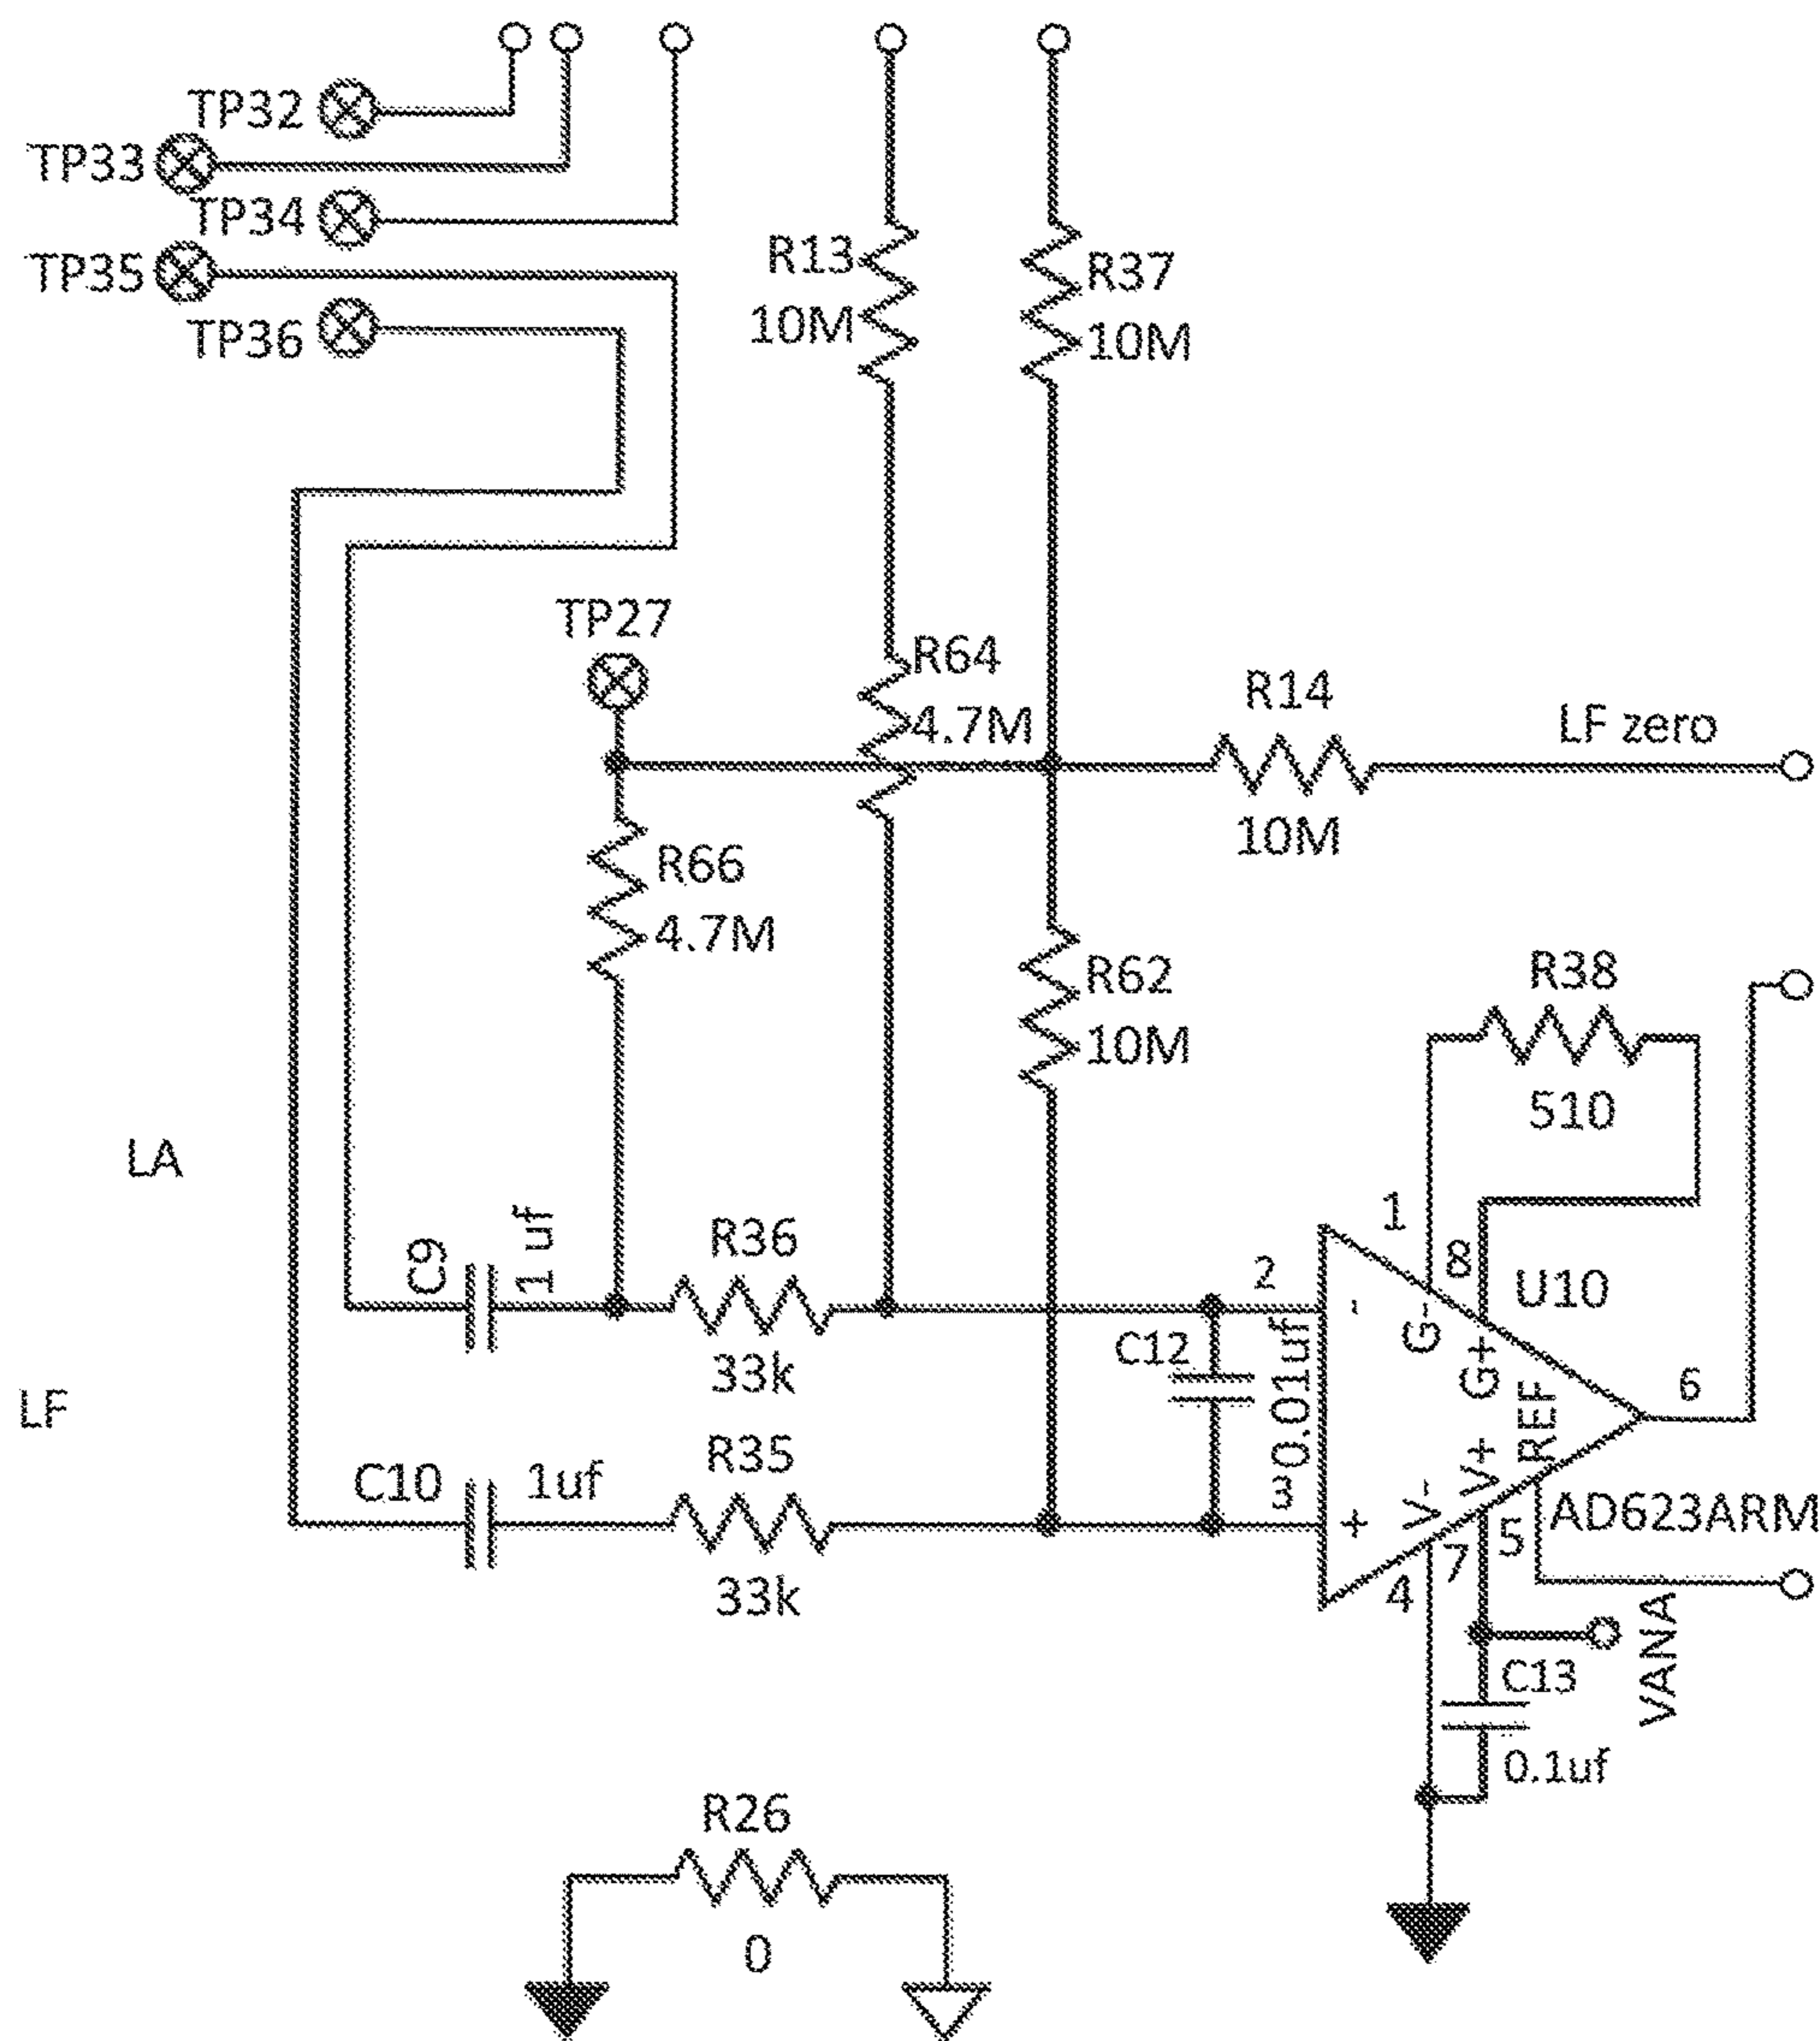 TP32
TP33
TP34
TP35
TP36
R13
10M
R37
10M
TP27
R64
4.7M
R14
10M
LF zero
R66
4.7M
R62
10M
R38
510
LA
LF
C9
1 uf
R36
33k
C10
1uf
R35
33k
C12
0.01uf
1
8
2
3
-
+
G-
G+
U10
REF
V+
V-
6
4
7
5
AD623ARM
VANA
C13
0.1uf
R26
0